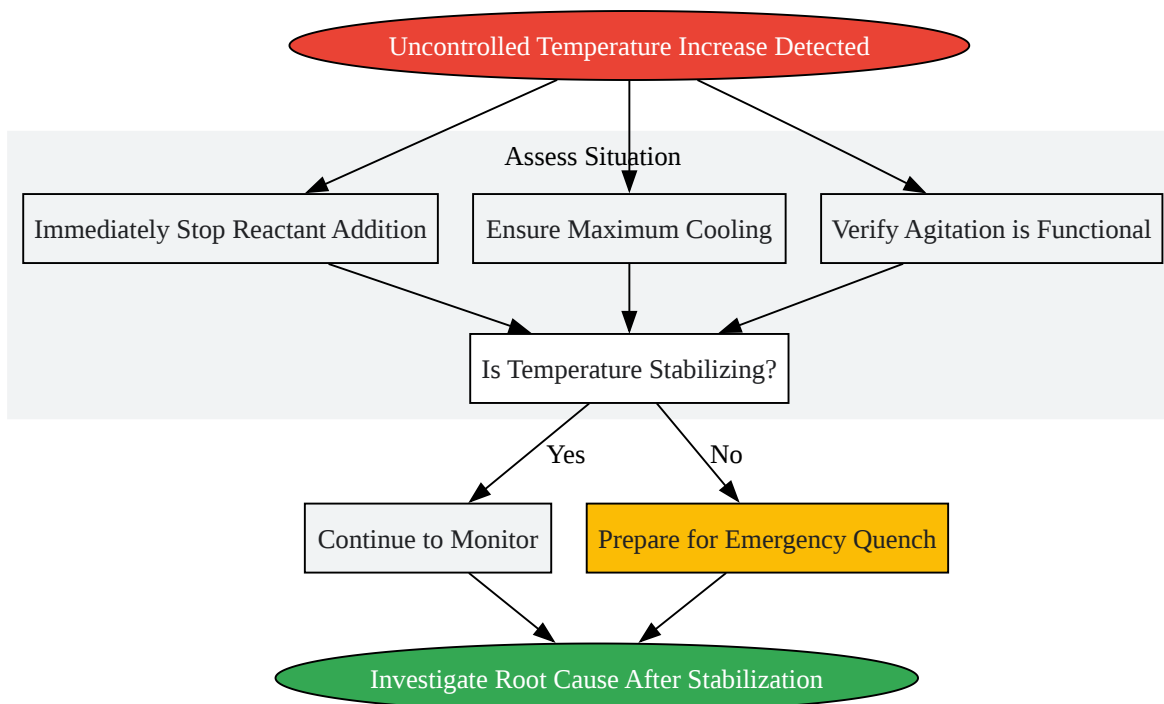 Uncontrolled Temperature Increase Detected
Assess Situation
Immediately Stop Reactant Addition
Ensure Maximum Cooling
Verify Agitation is Functional
Is Temperature Stabilizing?
Yes
No
Continue to Monitor
Prepare for Emergency Quench
Investigate Root Cause After Stabilization